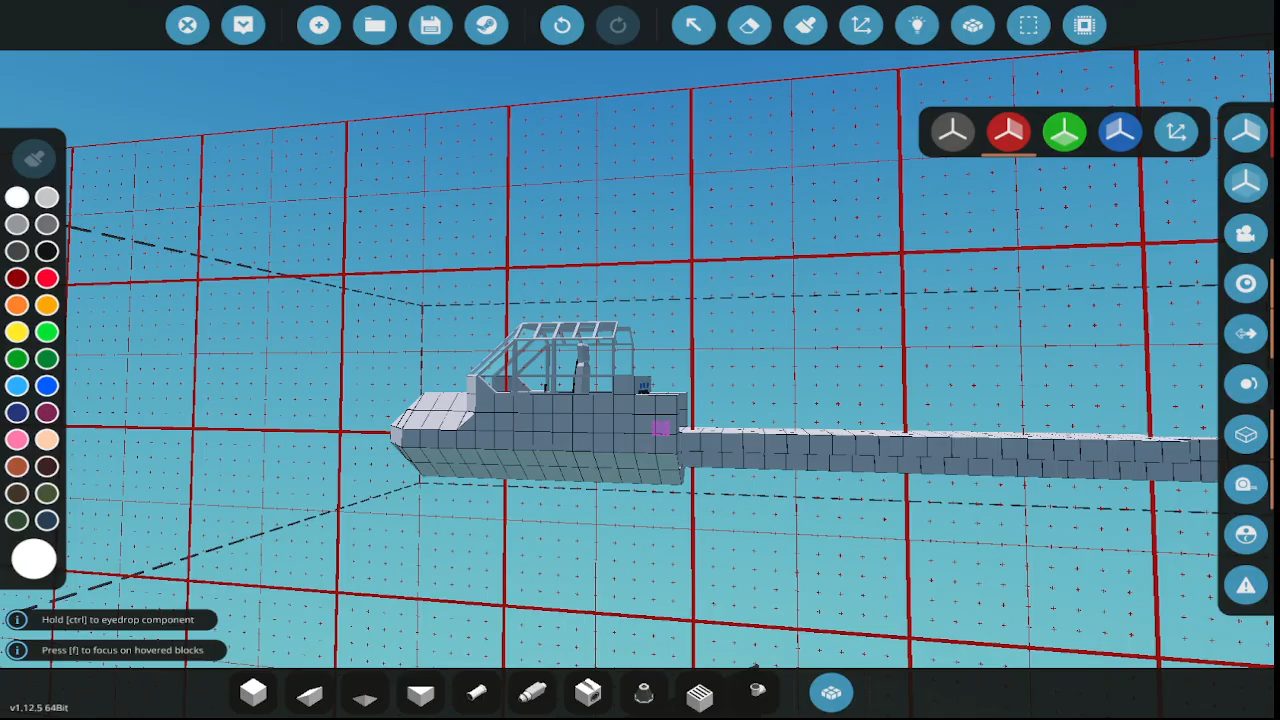 Hold [ctrl] to eyedrop component
Press [f] to focus on hovered blocks
v1.12.5 64Bit